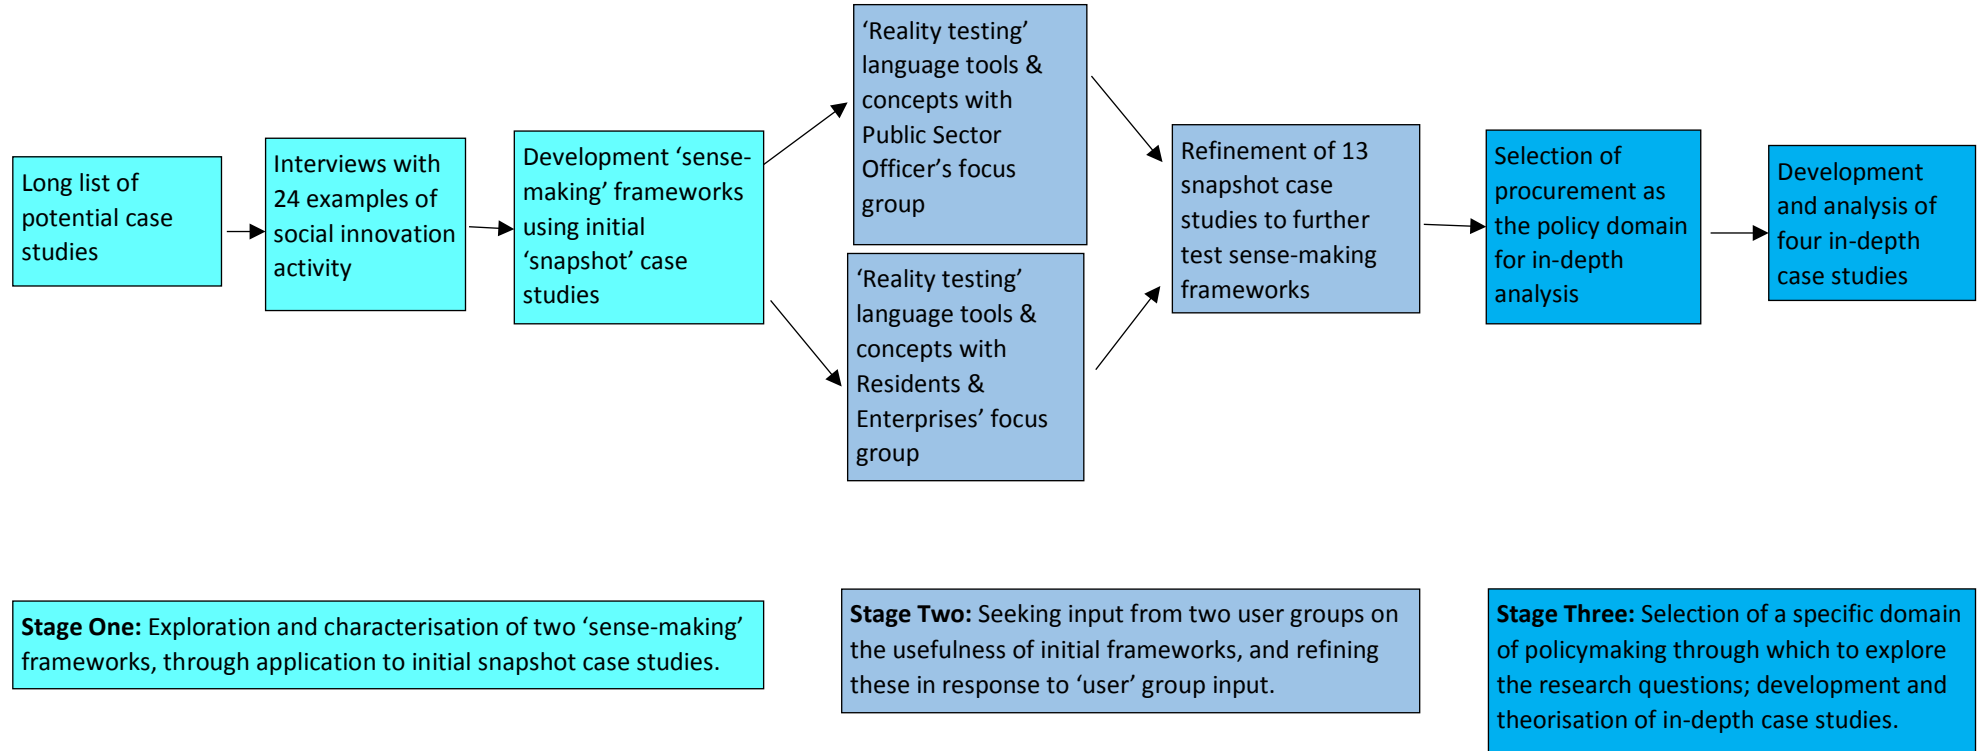 Long list of
potential case
studies
Interviews with
24 examples of
social innovation
activity
Development ‘sense-
making’ frameworks
using initial
‘snapshot’ case
studies
‘Reality testing’
language tools &
concepts with
Public Sector
Officer’s focus
group
‘Reality testing’
language tools &
concepts with
Residents &
Enterprises’ focus
group
Refinement of 13
snapshot case
studies to further
test sense-making
frameworks
Selection of
procurement as
the policy domain
for in-depth
analysis
Development
and analysis of
four in-depth
case studies
Stage One: Exploration and characterisation of two ‘sense-making’
frameworks, through application to initial snapshot case studies.
Stage Two: Seeking input from two user groups on
the usefulness of initial frameworks, and refining
these in response to ‘user’ group input.
Stage Three: Selection of a specific domain
of policymaking through which to explore
the research questions; development and
theorisation of in-depth case studies.